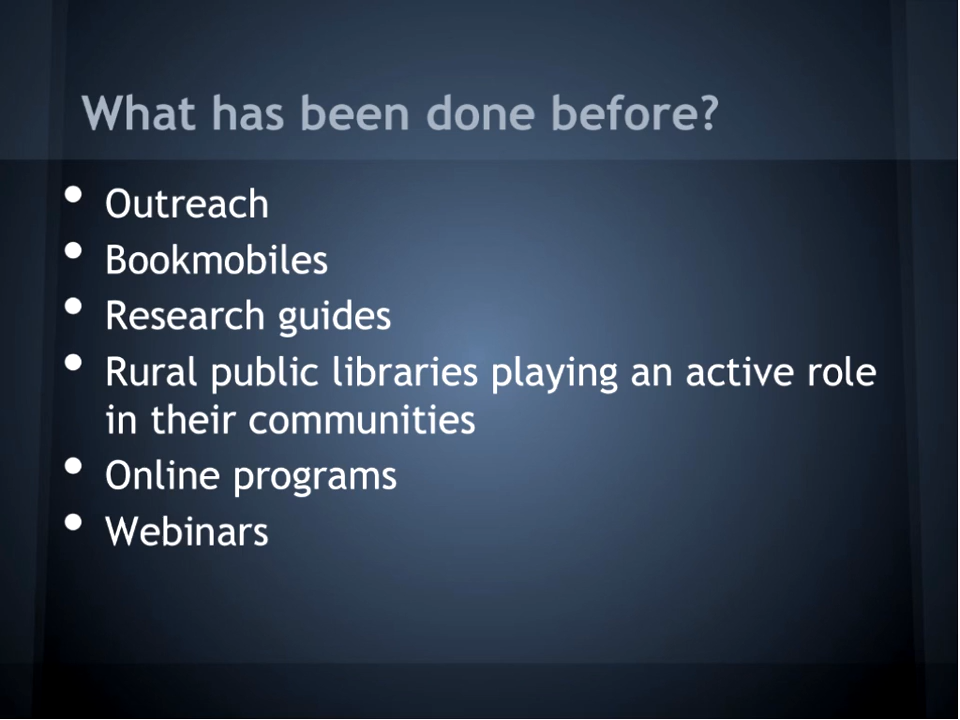 What has been done before?
• Outreach
• Bookmobiles
• Research guides
• Rural public libraries playing an active role
in their communities
• Online programs
• Webinars